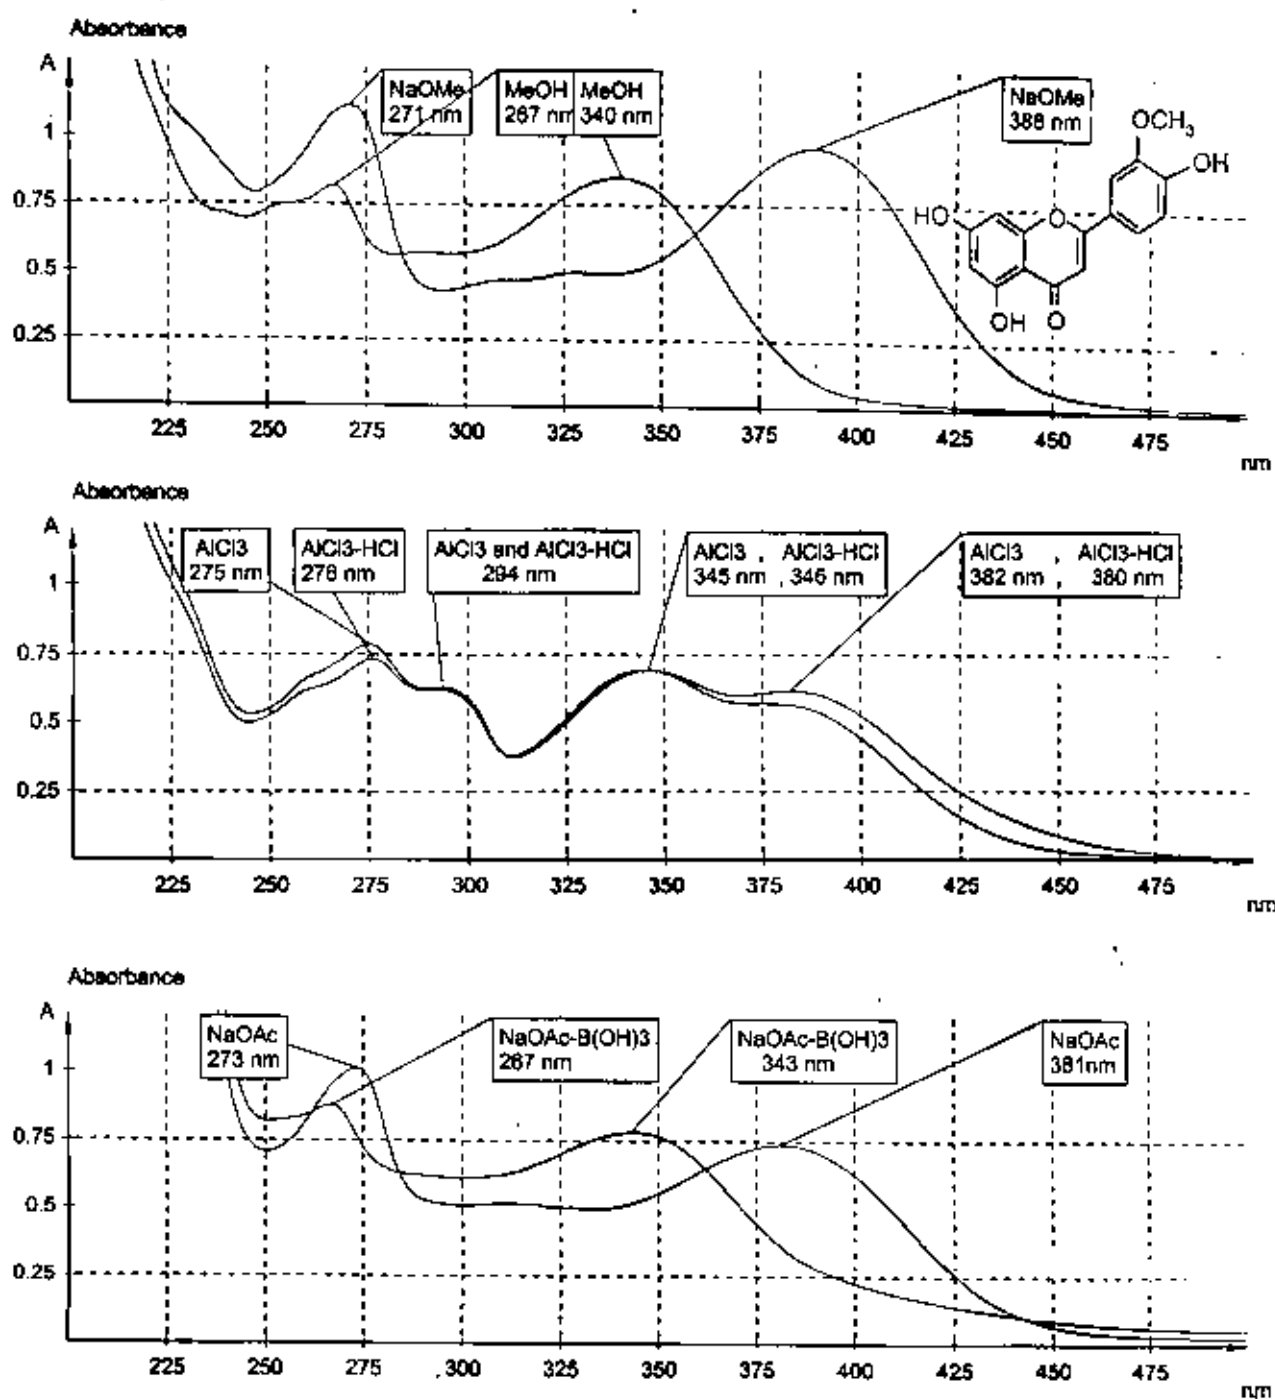 Absorbance
A
NaOMe
271 nm
MeOH
267 nm
MeOH
340 nm
NaOMe
388 nm
OCH3
OH
HO
O
OH
O
1
0.75
0.5
0.25
225 250 275 300 325 350 375 400 425 450 475
nm
Absorbance
A
AlCl3
275 nm
AlCl3-HCl
276 nm
AlCl3 and AlCl3-HCl
294 nm
AlCl3 , AlCl3-HCl
345 nm , 346 nm
AlCl3 , AlCl3-HCl
382 nm 380 nm
1
0.75
0.5
0.25
225 250 275 300 325 350 375 400 425 450 475
nm
Absorbance
A
NaOAc
273 nm
NaOAc-B(OH)3
267 nm
NaOAc-B(OH)3
343 nm
NaOAc
381nm
1
0.75
0.5
0.25
225 250 275 300 325 350 375 400 425 450 475
nm